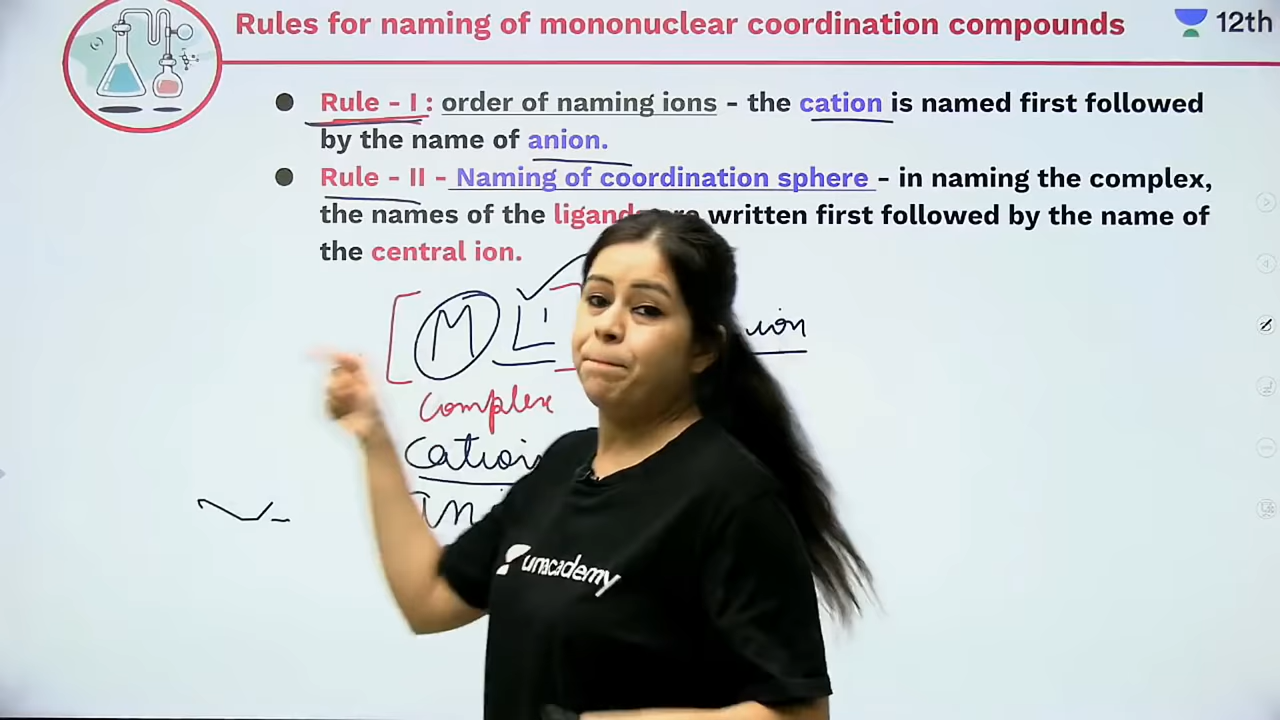 Rules for naming of mononuclear coordination compounds
12th
Rule - I : order of naming ions - the cation is named first followed
by the name of anion.
Rule - II - Naming of coordination sphere - in naming the complex,
the names of the written first followed by the name of
the central ion.
[ M L
Complex
cation
unacademy